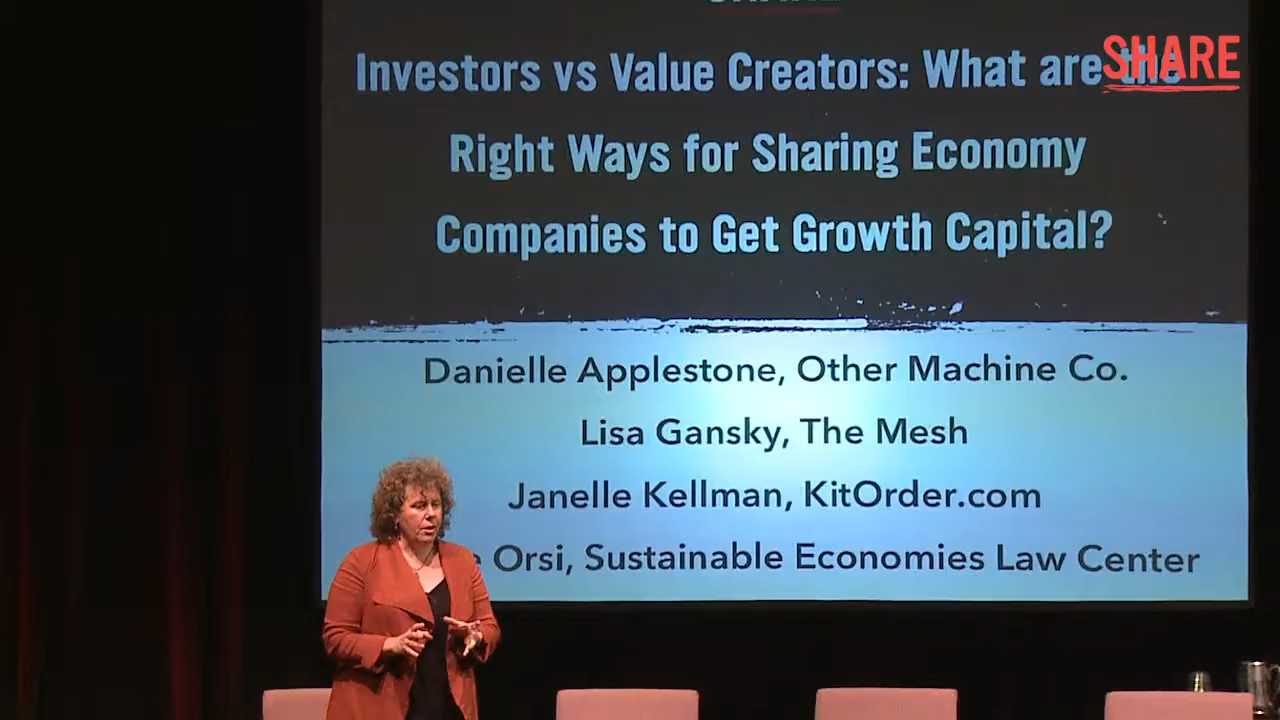 SHARE
Investors vs Value Creators: What are the
Right Ways for Sharing Economy
Companies to Get Growth Capital?
Danielle Applestone, Other Machine Co.
Lisa Gansky, The Mesh
Janelle Kellman, KitOrder.com
Orsi, Sustainable Economies Law Center